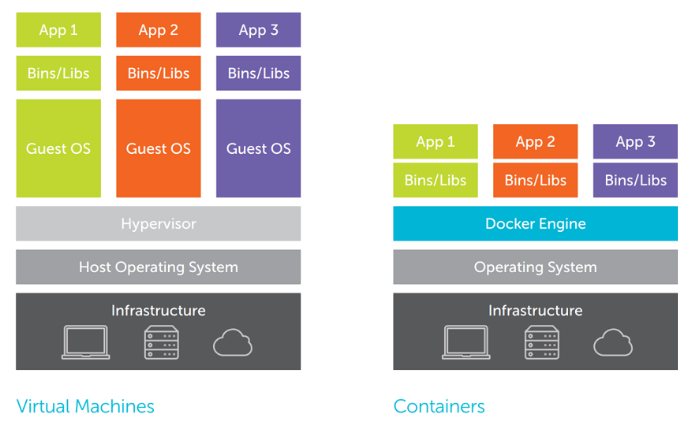 App 1
App 2
App 3
Bins/Libs
Bins/Libs
Bins/Libs
Guest OS
Guest OS
Guest OS
Hypervisor
Host Operating System
Infrastructure
Virtual Machines
App 1
App 2
App 3
Bins/Libs
Bins/Libs
Bins/Libs
Docker Engine
Operating System
Infrastructure
Containers